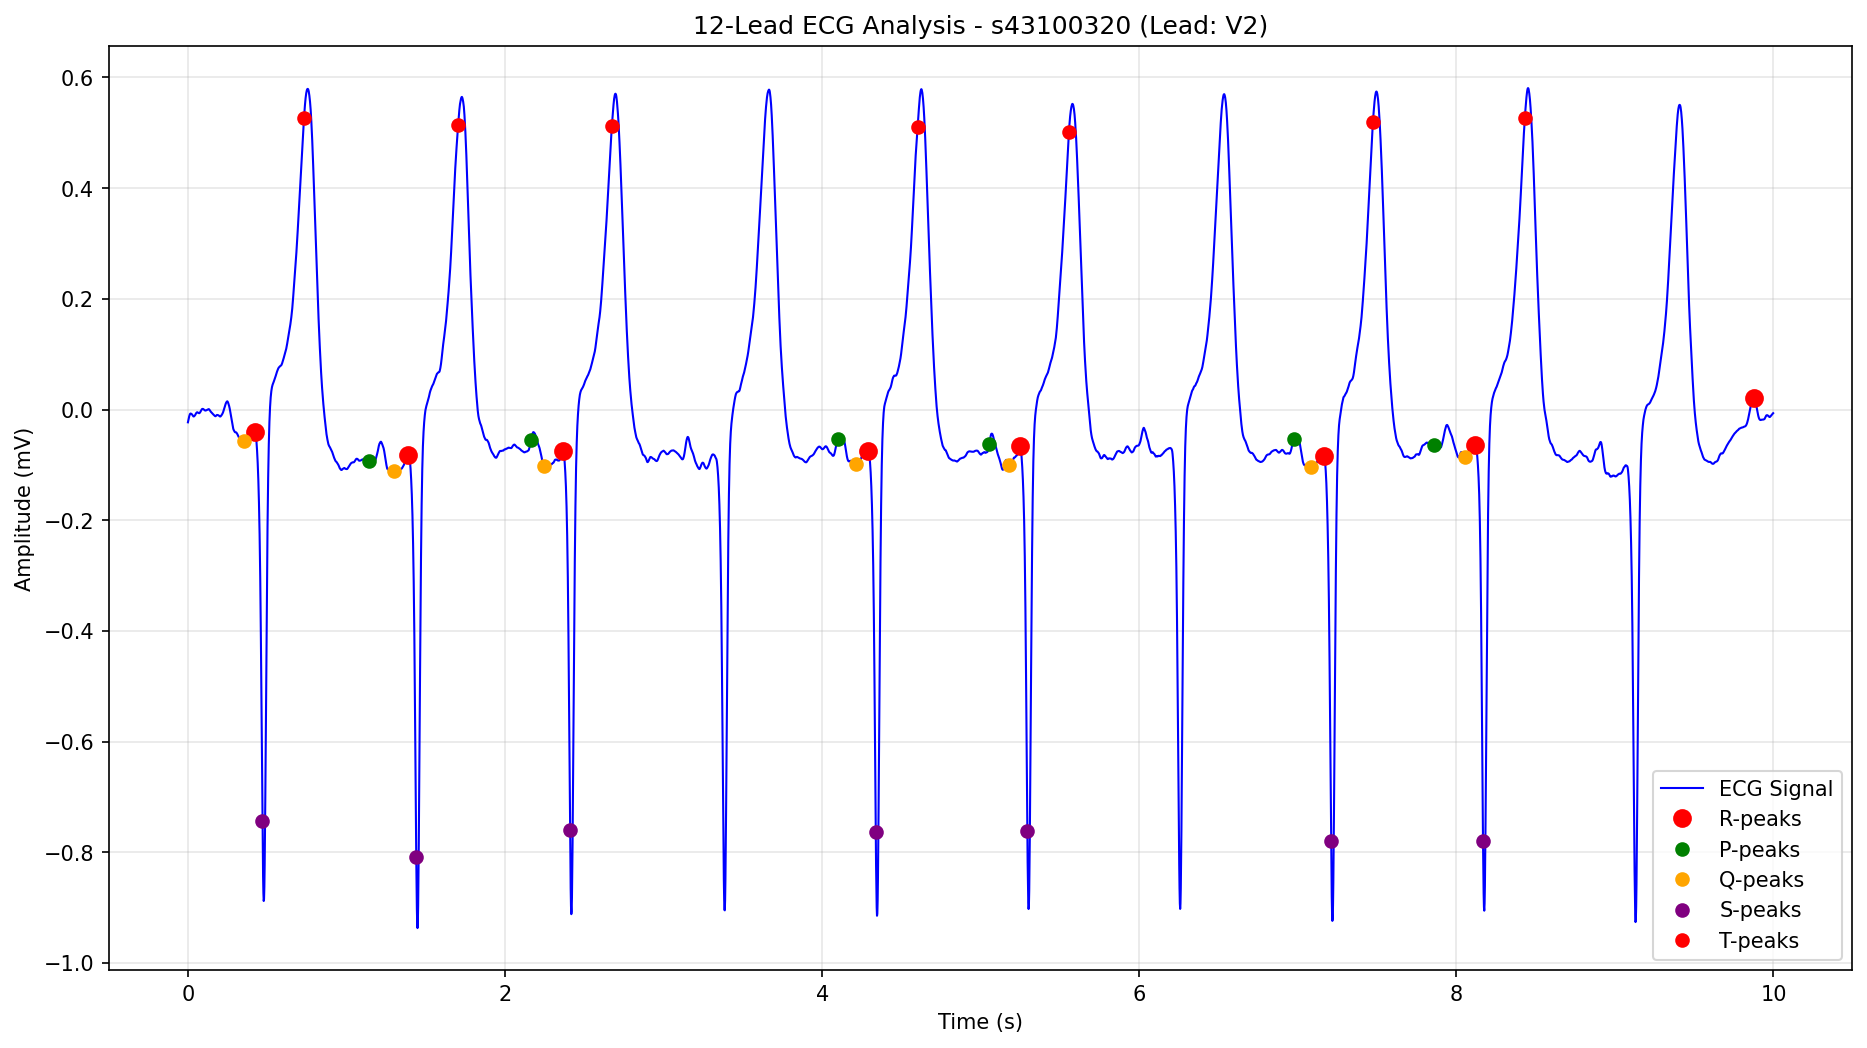 12-Lead ECG Analysis - s43100320 (Lead: V2)
Amplitude (mV)
0.6
0.4
0.2
0.0
−0.2
−0.4
−0.6
−0.8
−1.0
0 2 4 6 8 10
Time (s)
ECG Signal
R-peaks
P-peaks
Q-peaks
S-peaks
T-peaks